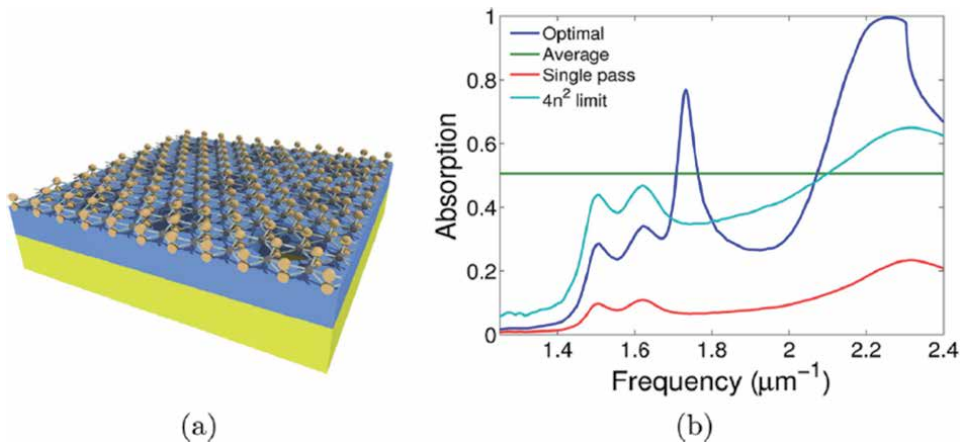 1
0.8
0.6
0.4
0.2
0
Absorption
Optimal
Average
Single pass
4n² limit
1.4 1.6 1.8 2 2.2 2.4
Frequency (μm⁻¹)
(a) (b)